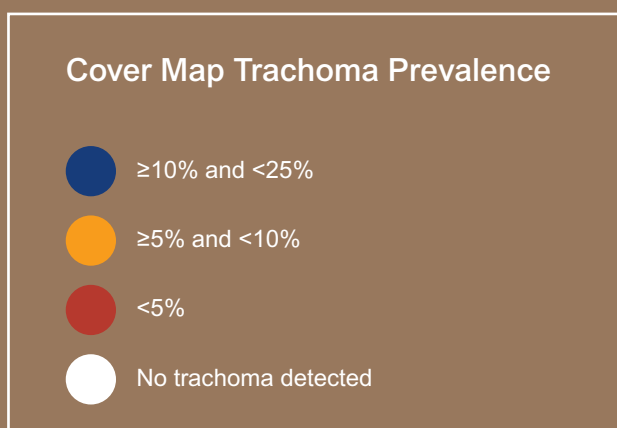 Cover Map Trachoma Prevalence
≥10% and <25%
≥5% and <10%
<5%
No trachoma detected